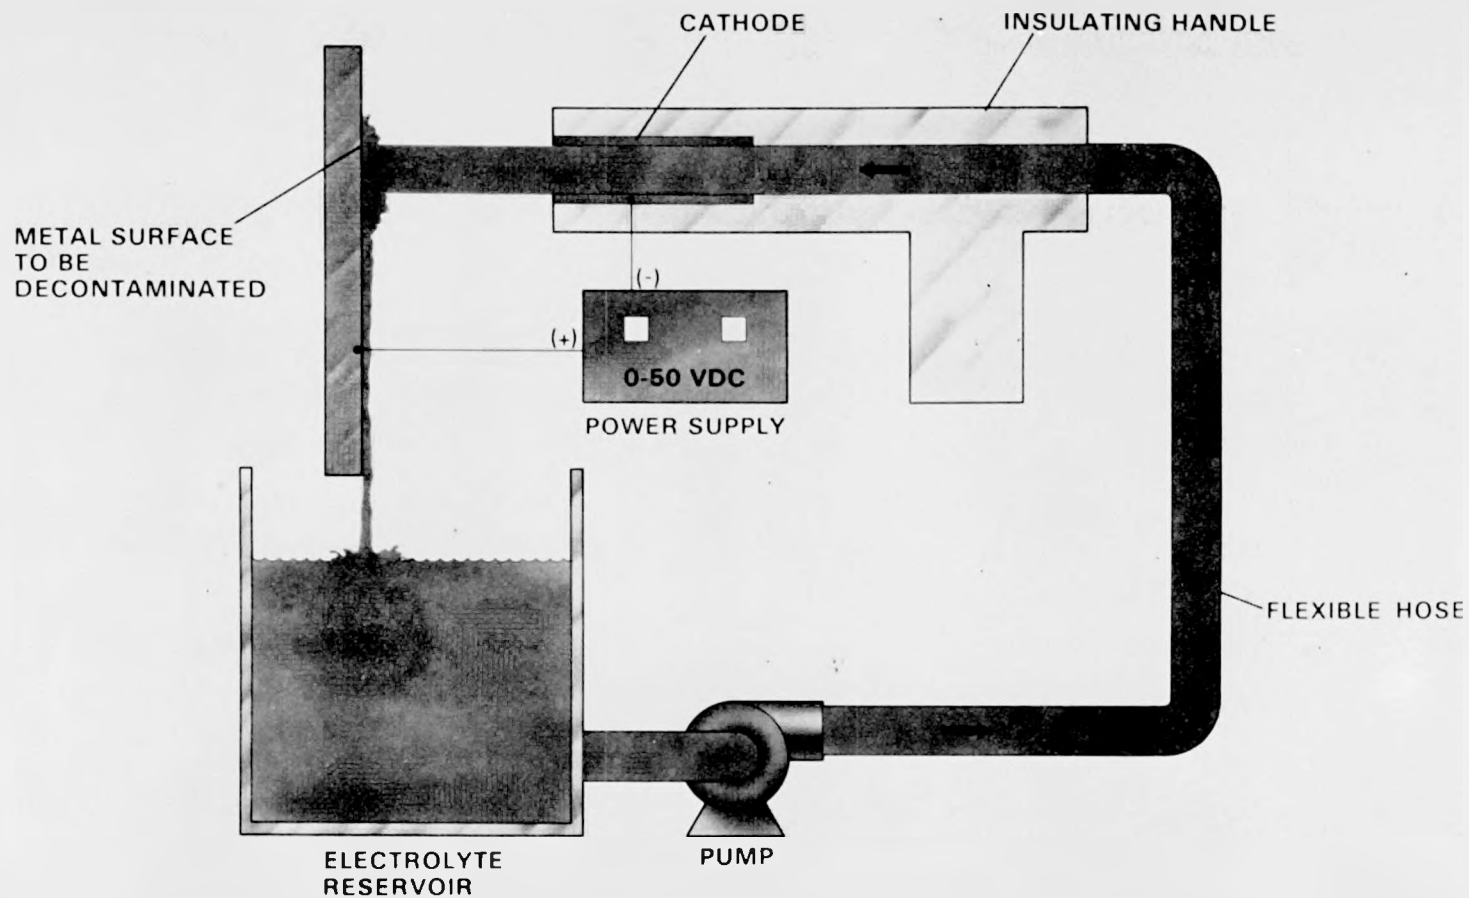 CATHODE
INSULATING HANDLE
METAL SURFACE
TO BE
DECONTAMINATED
(-)
(+)
0-50 VDC
POWER SUPPLY
FLEXIBLE HOSE
PUMP
ELECTROLYTE
RESERVOIR